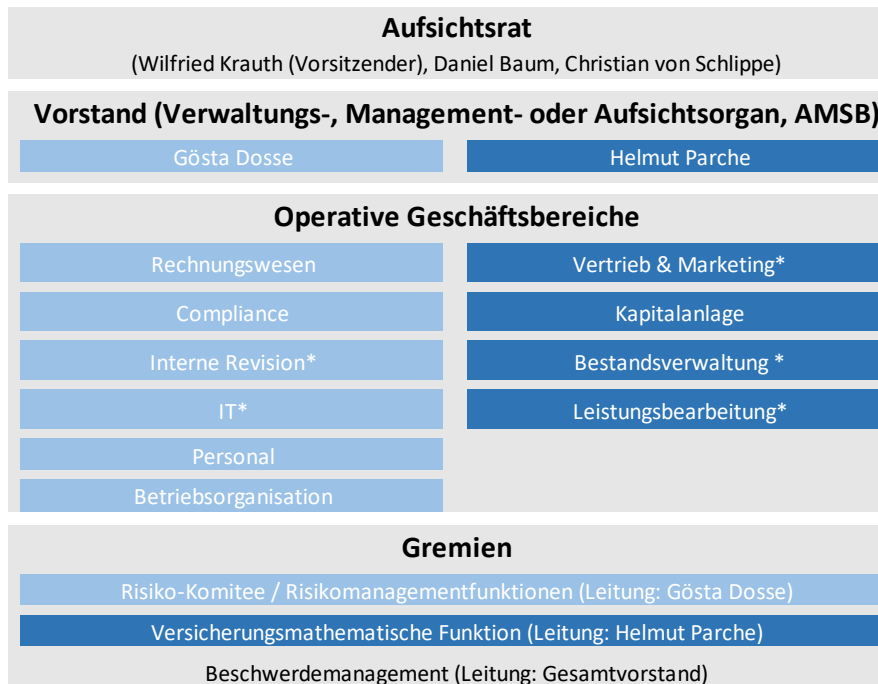 Aufsichtsrat
(Wilfried Krauth (Vorsitzender), Daniel Baum, Christian von Schlippe)
Vorstand (Verwaltungs-, Management- oder Aufsichtsorgan, AMSB)
Gösta Dosse
Helmut Parche
Operative Geschäftsbereiche
Rechnungswesen
Vertrieb & Marketing*
Compliance
Kapitalanlage
Interne Revision*
Bestandsverwaltung *
IT*
Leistungsbearbeitung*
Personal
Betriebsorganisation
Gremien
Risiko-Komitee / Risikomanagementfunktionen (Leitung: Gösta Dosse)
Versicherungsmathematische Funktion (Leitung: Helmut Parche)
Beschwerdemanagement (Leitung: Gesamtvorstand)